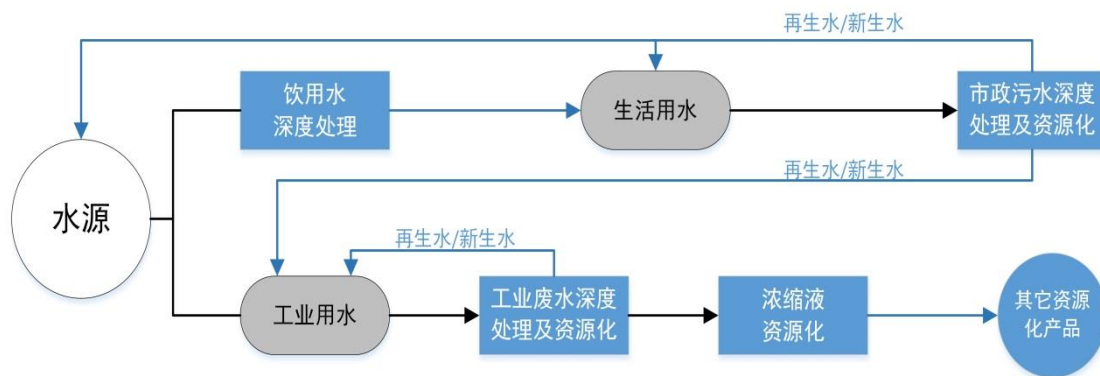 再生水/新生水
饮用水
深度处理
生活用水
市政污水深度
处理及资源化
再生水/新生水
水源
再生水/新生水
工业用水
工业废水深度
处理及资源化
浓缩液
资源化
其它资源
化产品